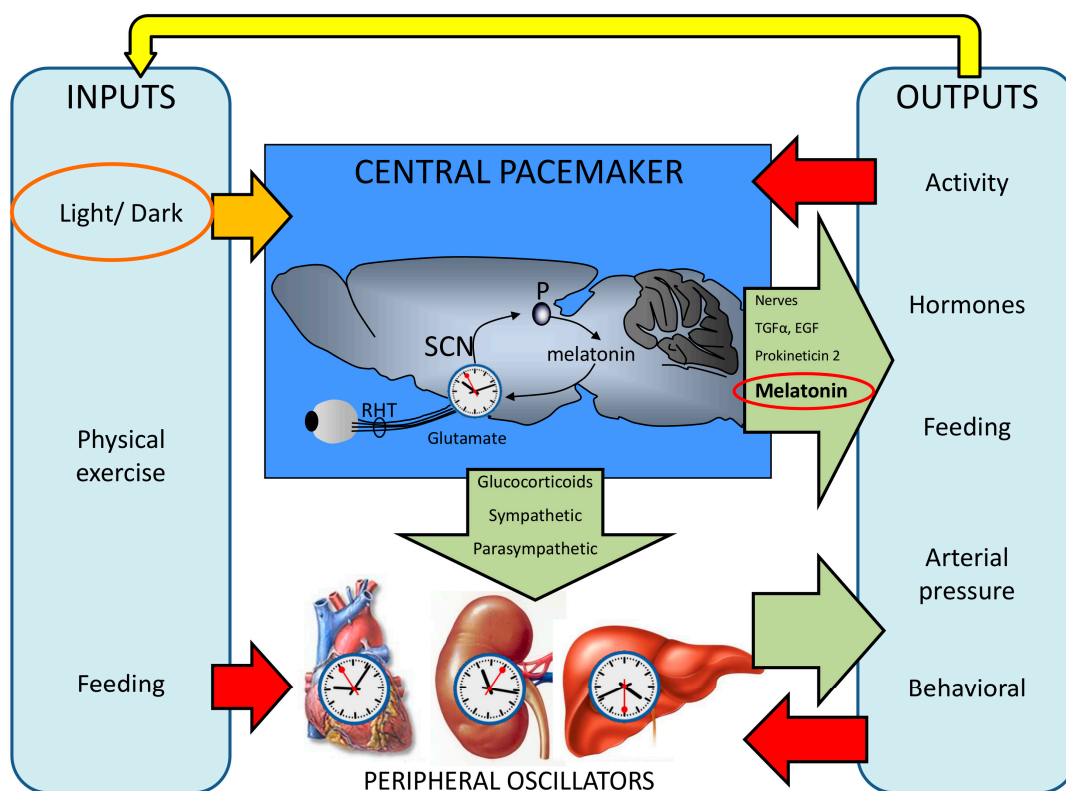 INPUTS
Light/ Dark
Physical
exercise
Feeding
CENTRAL PACEMAKER
P
SCN
melatonin
RHT
Glutamate
Nerves
TGFα, EGF
Prokineticin 2
Melatonin
Glucocorticoids
Sympathetic
Parasympathetic
PERIPHERAL OSCILLATORS
OUTPUTS
Activity
Hormones
Feeding
Arterial
pressure
Behavioral